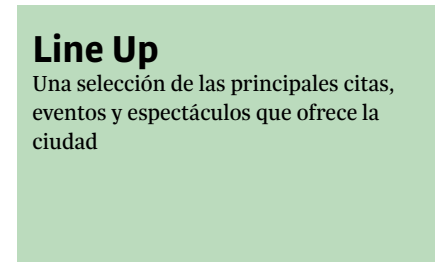 Line Up
Una selección de las principales citas,
eventos y espectáculos que ofrece la
ciudad